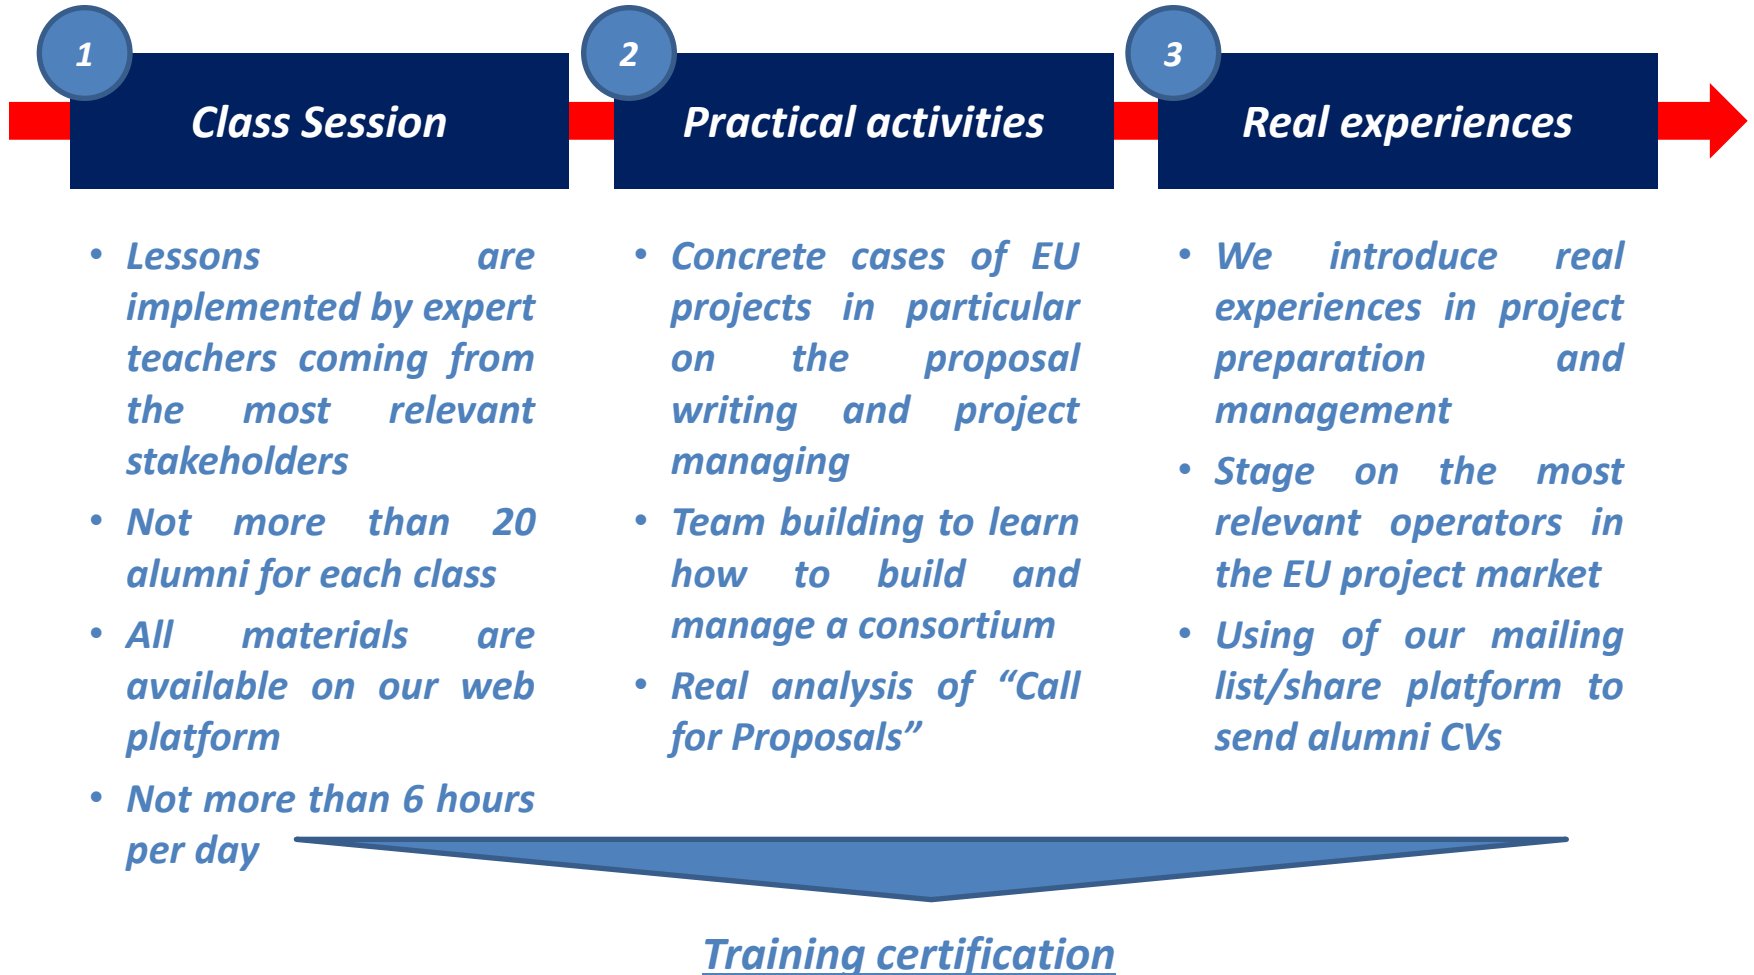 1
Class Session
• Lessons are
implemented by expert
teachers coming from
the most relevant
stakeholders
• Not more than 20
alumni for each class
• All materials are
available on our web
platform
• Not more than 6 hours
per day
2
Practical activities
• Concrete cases of EU
projects in particular
on the proposal
writing and project
managing
• Team building to learn
how to build and
manage a consortium
• Real analysis of “Call
for Proposals”
3
Real experiences
• We introduce real
experiences in project
preparation and
management
• Stage on the most
relevant operators in
the EU project market
• Using of our mailing
list/share platform to
send alumni CVs
Training certification